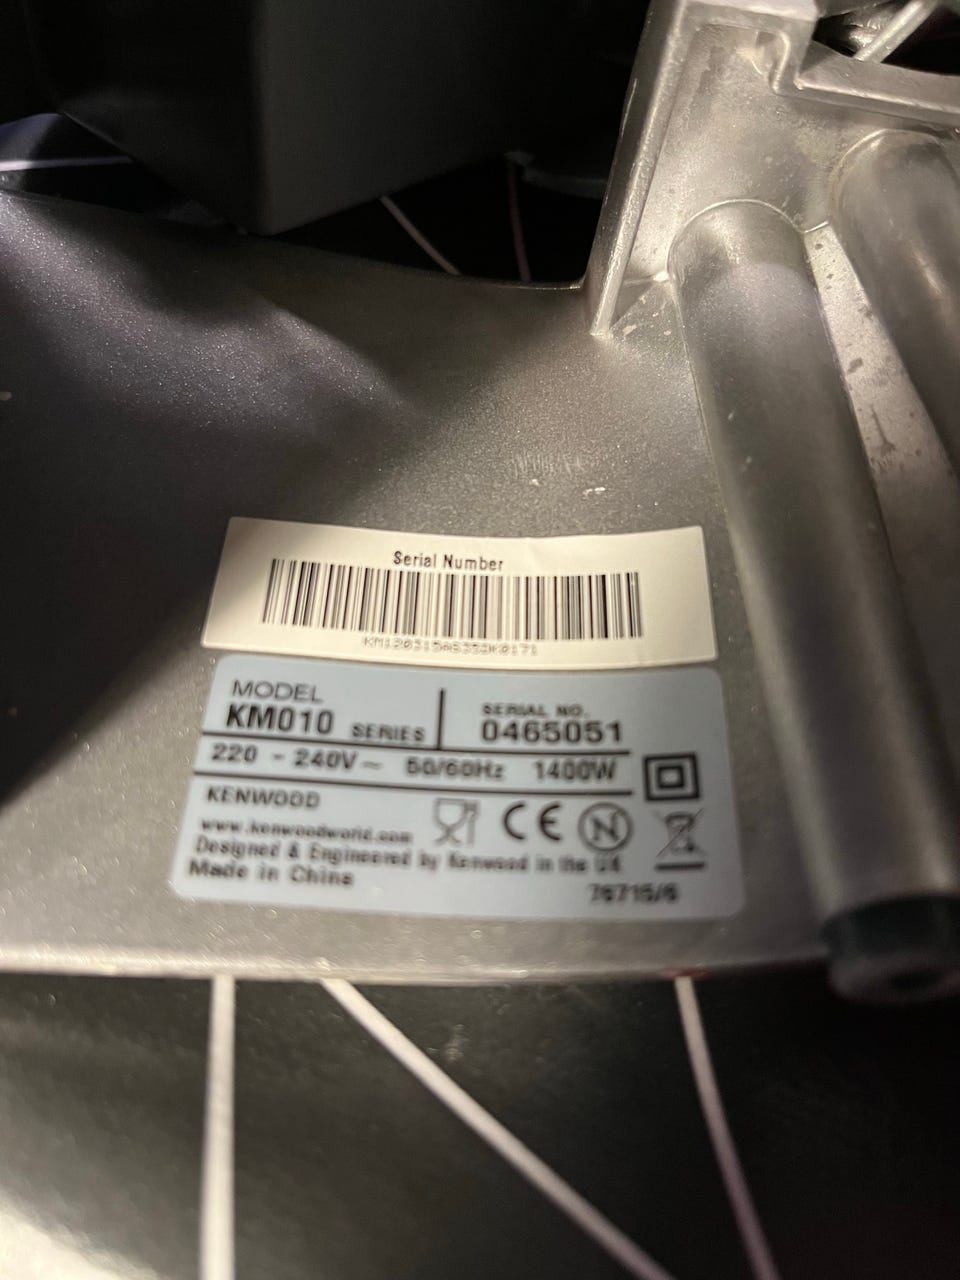 Serial Number
MODEL
KM010 SERIES
SERIAL NO.
0465051
220 - 240V~ 50/60Hz 1400W
KENWOOD
www.kenwoodworld.com
CE N
Designed & Engineered by Kenwood in the UK
Made in China
76715/6